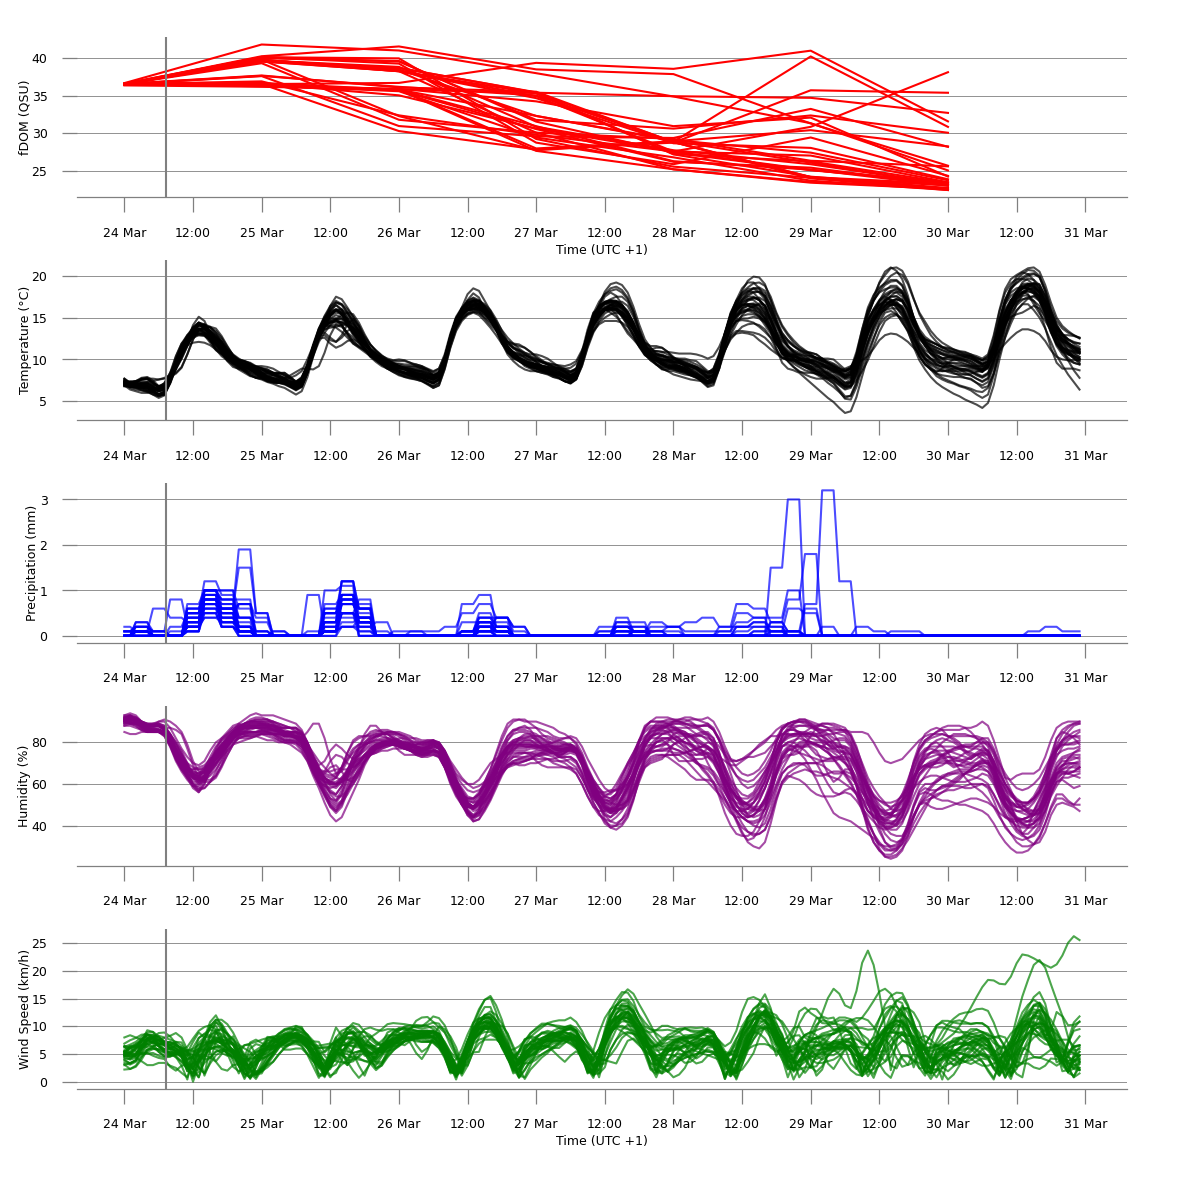 fDOM (QSU)
40
35
30
25
24 Mar 12:00 25 Mar 12:00 26 Mar 12:00 27 Mar 12:00 28 Mar 12:00 29 Mar 12:00 30 Mar 12:00 31 Mar
Time (UTC +1)
Temperature (°C)
20
15
10
5
24 Mar 12:00 25 Mar 12:00 26 Mar 12:00 27 Mar 12:00 28 Mar 12:00 29 Mar 12:00 30 Mar 12:00 31 Mar
Precipitation (mm)
3
2
1
0
24 Mar 12:00 25 Mar 12:00 26 Mar 12:00 27 Mar 12:00 28 Mar 12:00 29 Mar 12:00 30 Mar 12:00 31 Mar
Humidity (%)
80
60
40
24 Mar 12:00 25 Mar 12:00 26 Mar 12:00 27 Mar 12:00 28 Mar 12:00 29 Mar 12:00 30 Mar 12:00 31 Mar
Wind Speed (km/h)
25
20
15
10
5
0
24 Mar 12:00 25 Mar 12:00 26 Mar 12:00 27 Mar 12:00 28 Mar 12:00 29 Mar 12:00 30 Mar 12:00 31 Mar
Time (UTC +1)